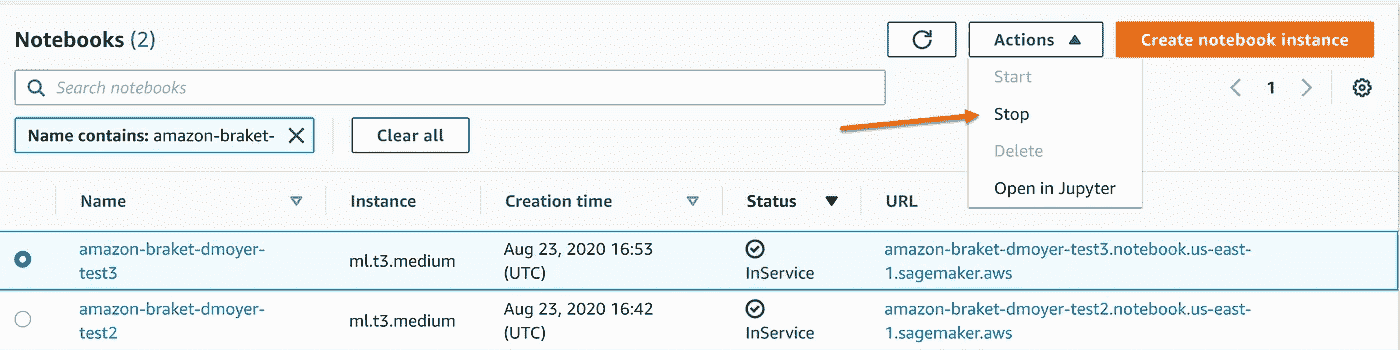 Notebooks (2)
Actions
Create notebook instance
Start
Stop
Delete
Open in Jupyter
Search notebooks
1
Name contains: amazon-braket-
Clear all
Name Instance Creation time Status URL
amazon-braket-dmoyer-
test3
ml.t3.medium
Aug 23, 2020 16:53
(UTC)
InService
amazon-braket-dmoyer-test3.notebook.us-east-
1.sagemaker.aws
amazon-braket-dmoyer-
test2
ml.t3.medium
Aug 23, 2020 16:42
(UTC)
InService
amazon-braket-dmoyer-test2.notebook.us-east-
1.sagemaker.aws